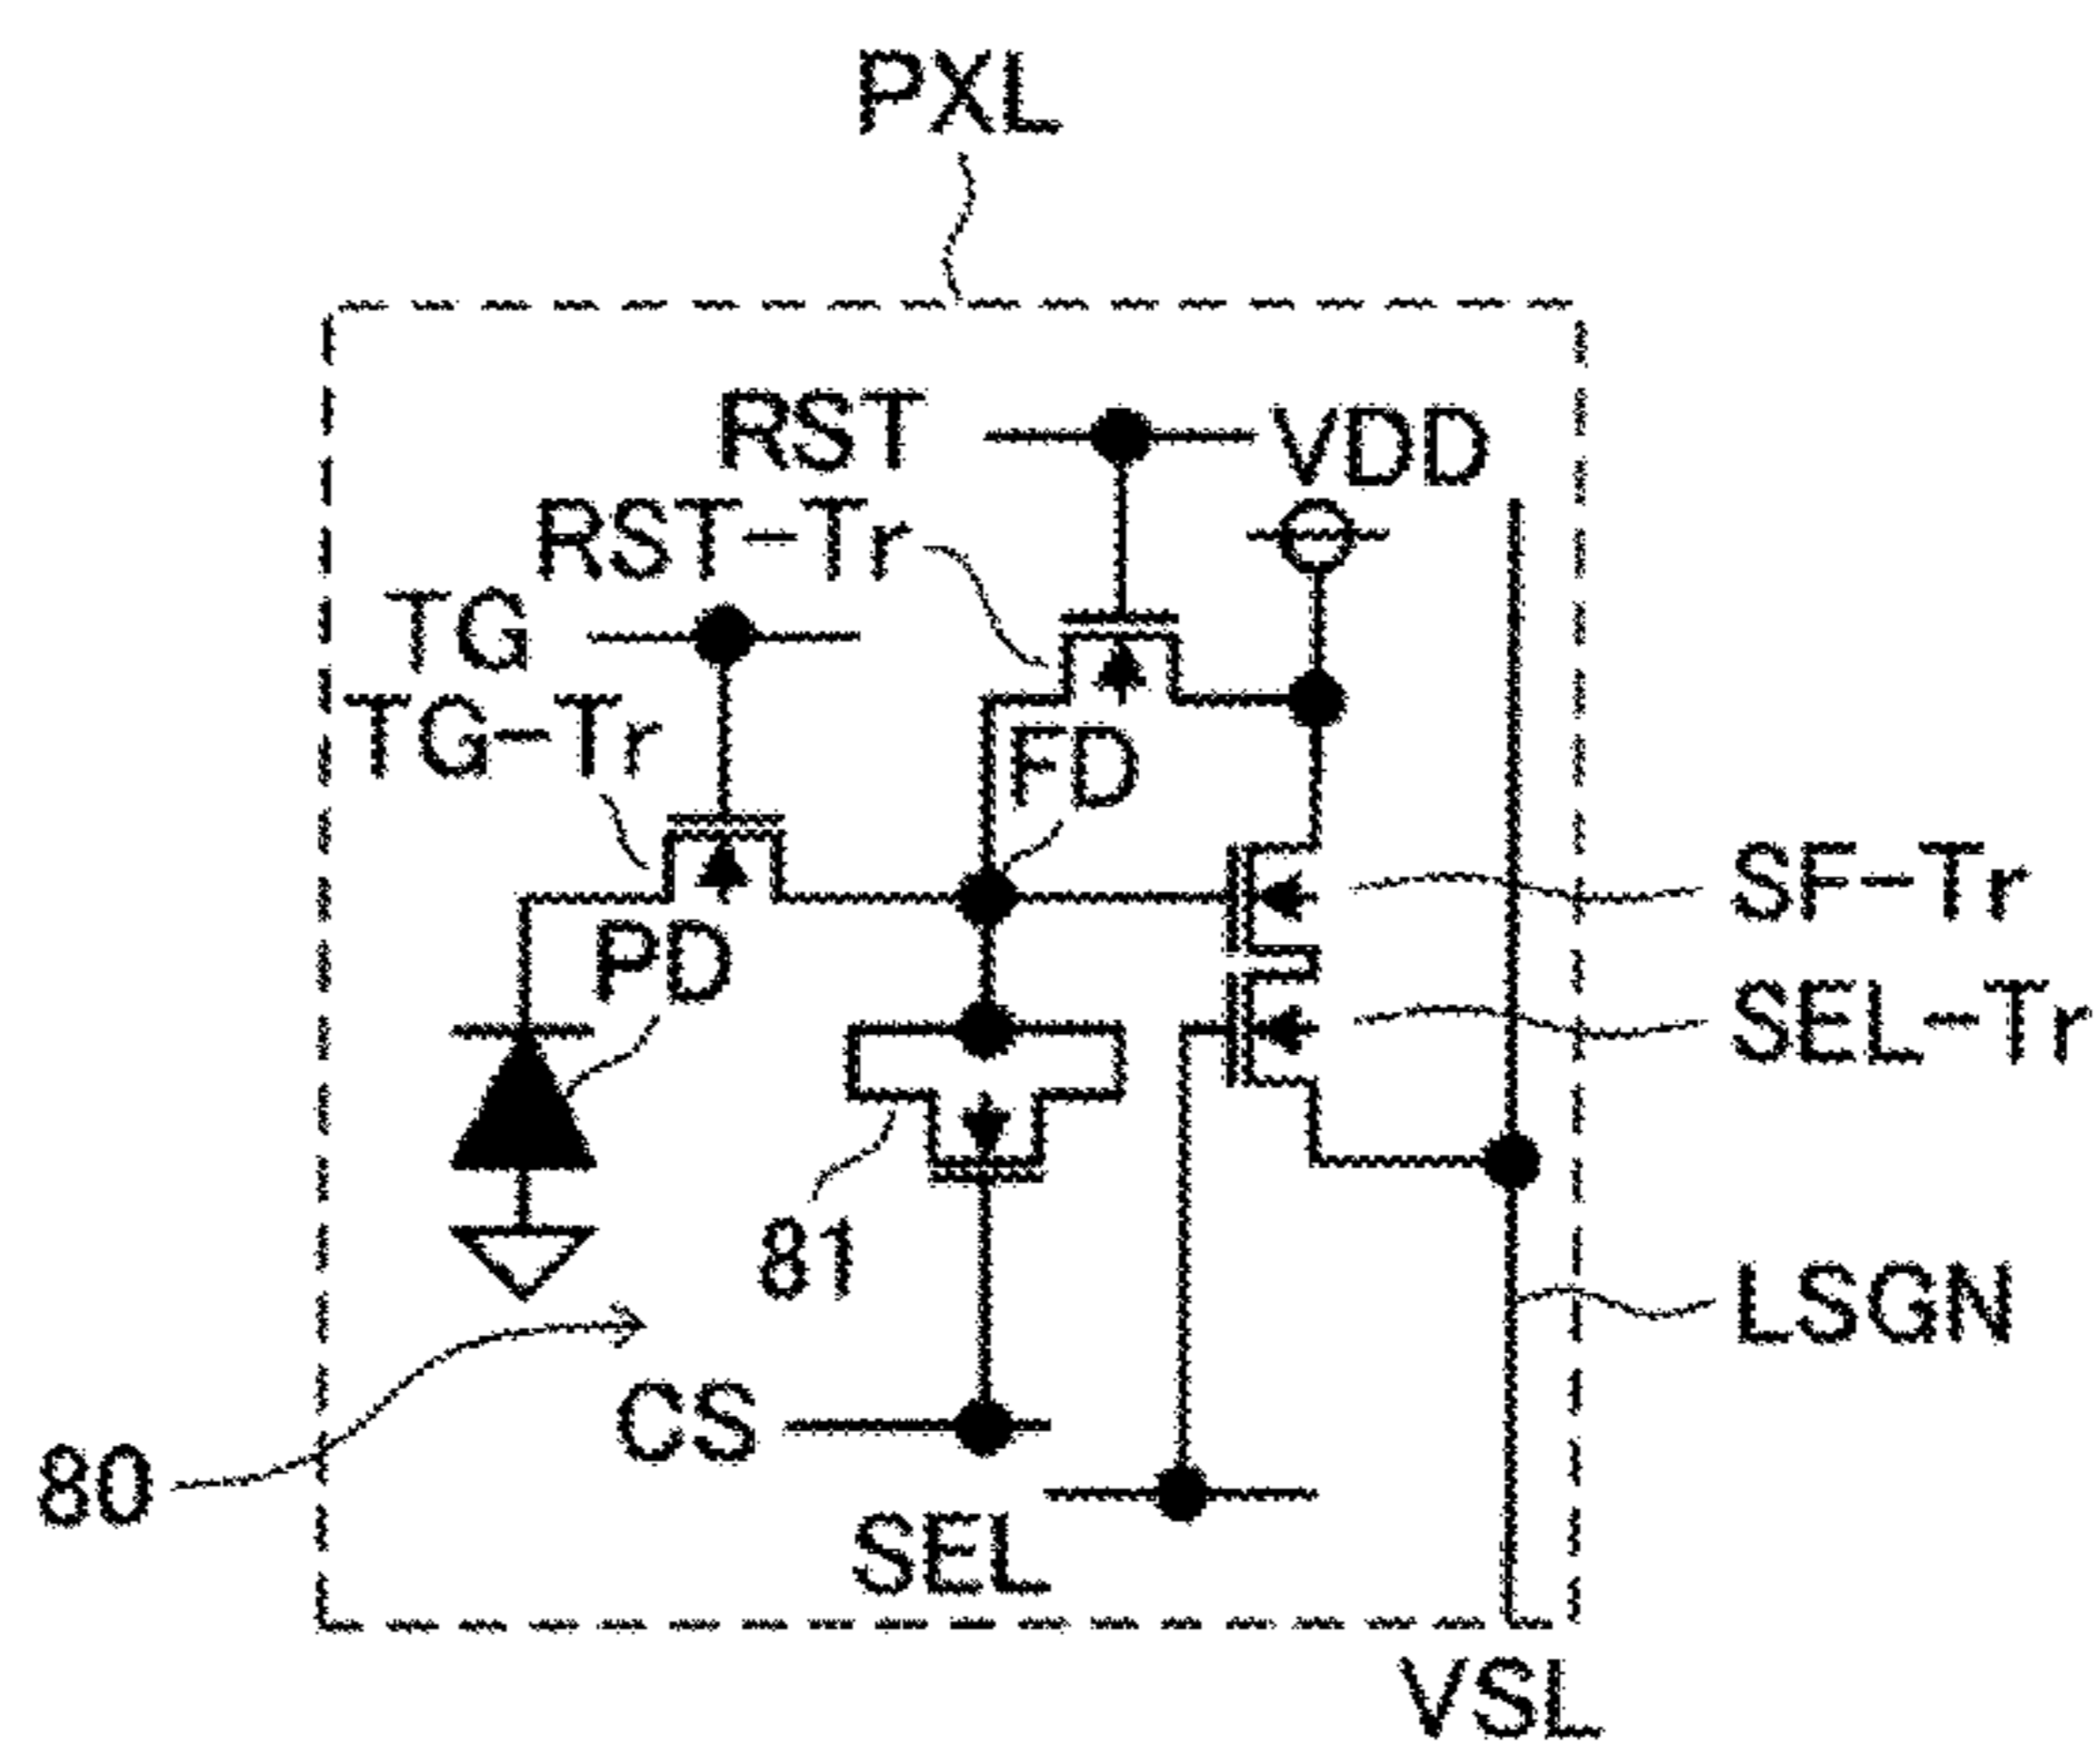 PXL
RST
VDD
RST-Tr
TG
TG-Tr
FD
SF-Tr
PD
SEL-Tr
81
LSGN
CS
80
SEL
VSL